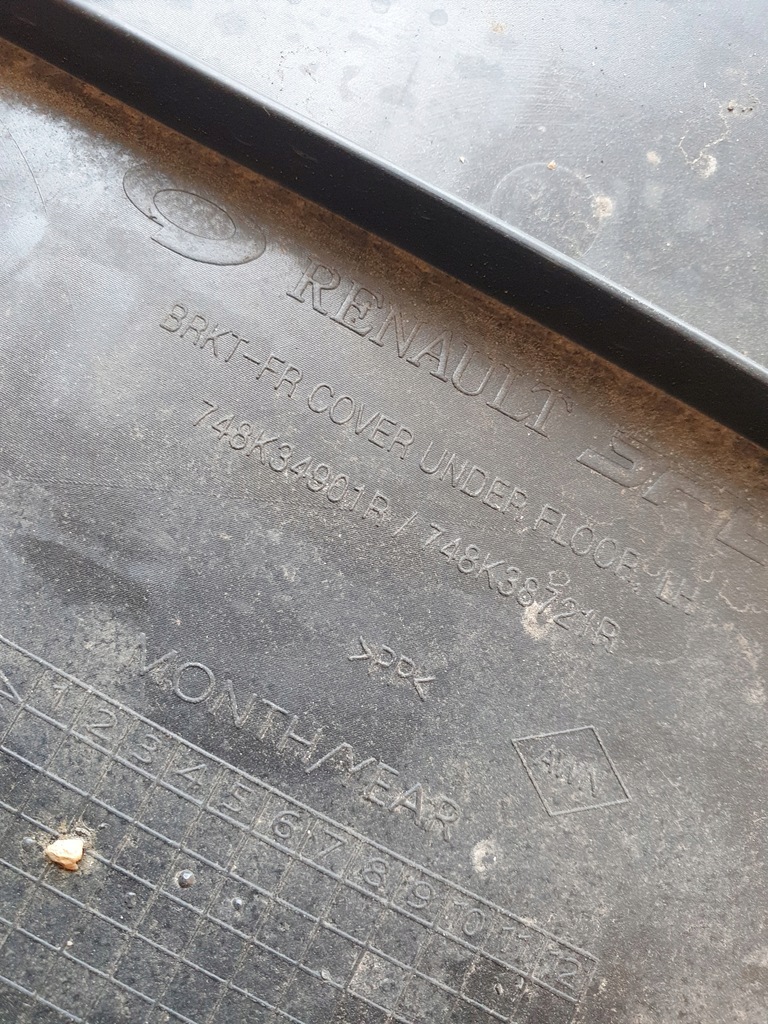 RENAULT
BRKT-FR COVER UNDER FLOOR, LH
748K34901R / 748K38721R
>PP<
MONTH/YEAR
1 2 3 4 5 6 7 8 9 10 11 12